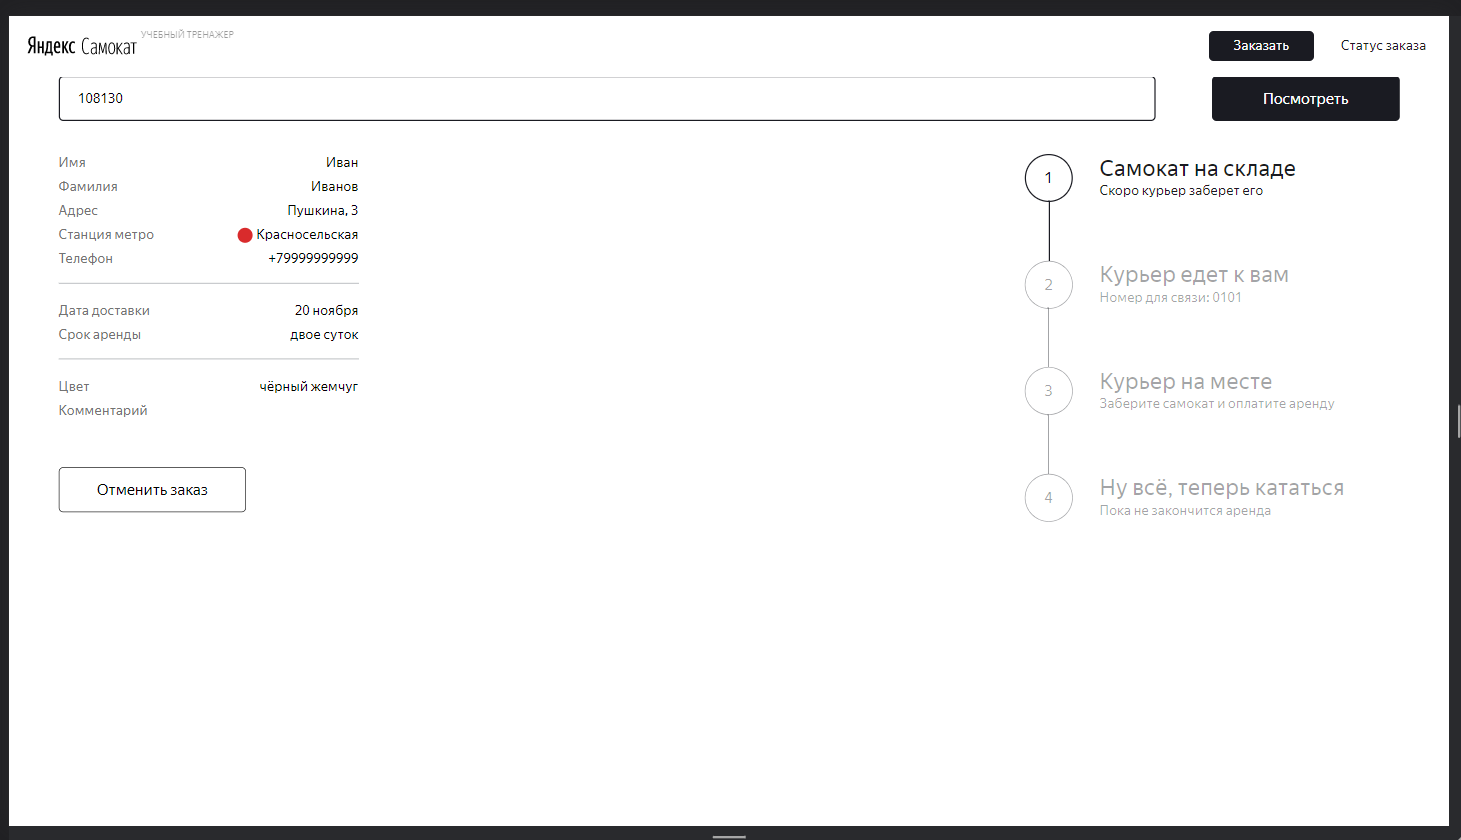 Яндекс Самокат
УЧЕБНЫЙ ТРЕНАЖЕР
Заказать
Статус заказа
108130
Посмотреть
Имя Иван
Фамилия Иванов
Адрес Пушкина, 3
Станция метро Красносельская
Телефон +79999999999
Дата доставки 20 ноября
Срок аренды двое суток
Цвет чёрный жемчуг
Комментарий
Отменить заказ
1
Самокат на складе
Скоро курьер заберет его
2
Курьер едет к вам
Номер для связи: 0101
3
Курьер на месте
Заберите самокат и оплатите аренду
4
Ну всё, теперь кататься
Пока не закончится аренда